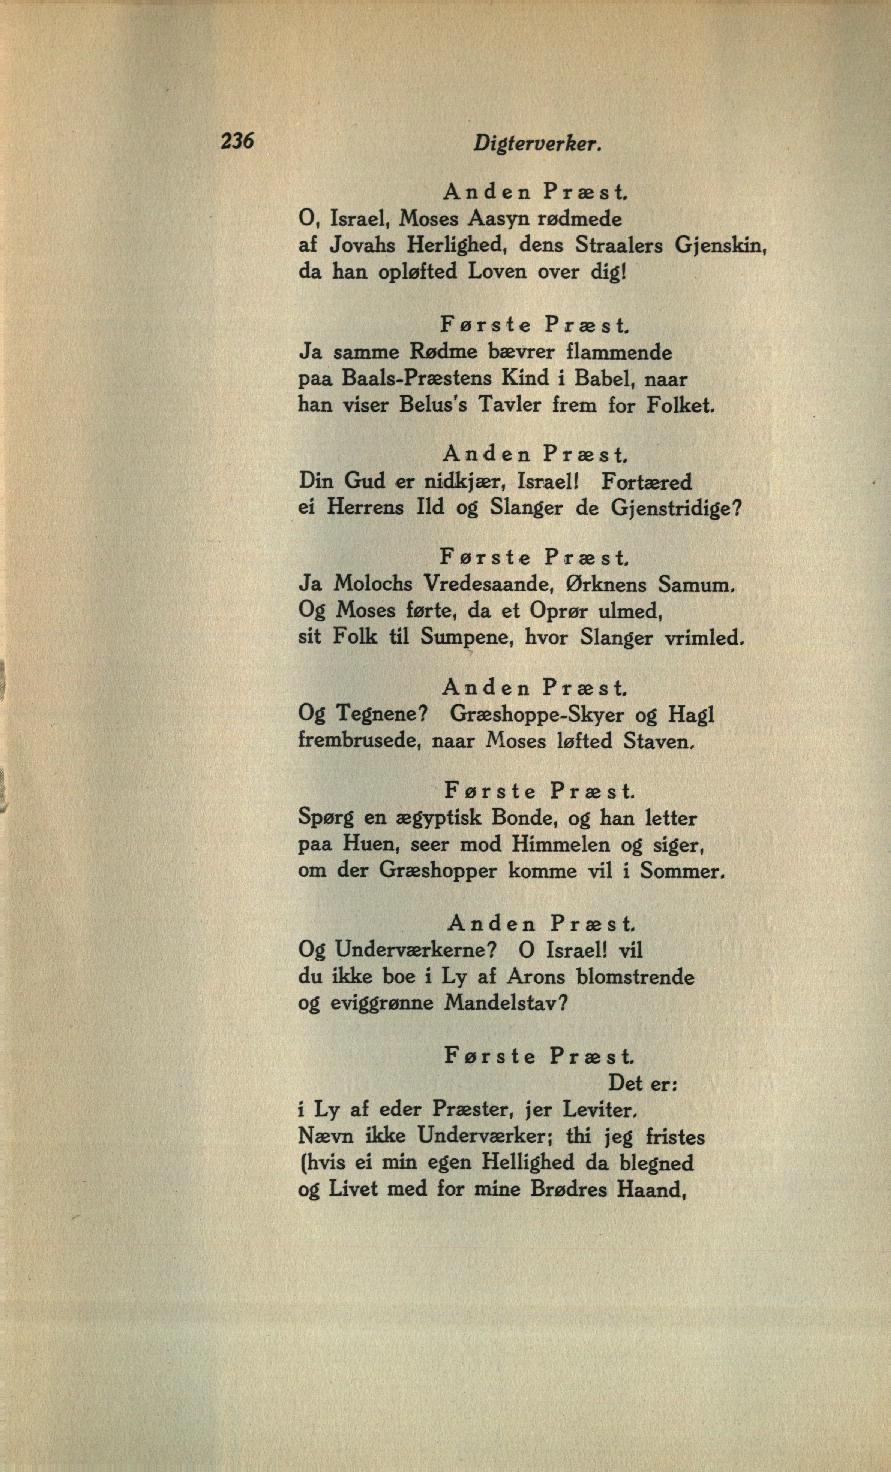 236
Digterverker.
Anden Præst.
O, Israel, Moses Aasyn rødmede
af Jovahs Herlighed, dens Straalers Gjenskin,
da han opløfted Loven over dig!
Første Præst.
Ja samme Rødme bævrer flammende
paa Baals-Præstens Kind i Babel, naar
han viser Belus's Tavler frem for Folket.
Anden Præst.
Din Gud er nidkjær, Israel! Fortæred
ei Herrens Ild og Slanger de Gjenstridige?
Første Præst.
Ja Molochs Vredesaande, Ørknens Samum.
Og Moses førte, da et Oprør ulmed,
sit Folk til Sumpene, hvor Slanger vrimled.
Anden Præst.
Og Tegnene? Græshoppe-Skyer og Hagl
frembrusede, naar Moses løfted Staven.
Første Præst.
Spørg en ægyptisk Bonde, og han letter
paa Huen, seer mod Himmelen og siger,
om der Græshopper komme vil i Sommer.
Anden Præst.
Og Underværkerne? O Israel! vil
du ikke boe i Ly af Arons blomstrende
og eviggrønne Mandelstav?
Første Præst.
Det er:
i Ly af eder Præster, jer Leviter.
Nævn ikke Underværker; thi jeg fristes
(hvis ei min egen Hellighed da blegned
og Livet med for mine Brødres Haand,